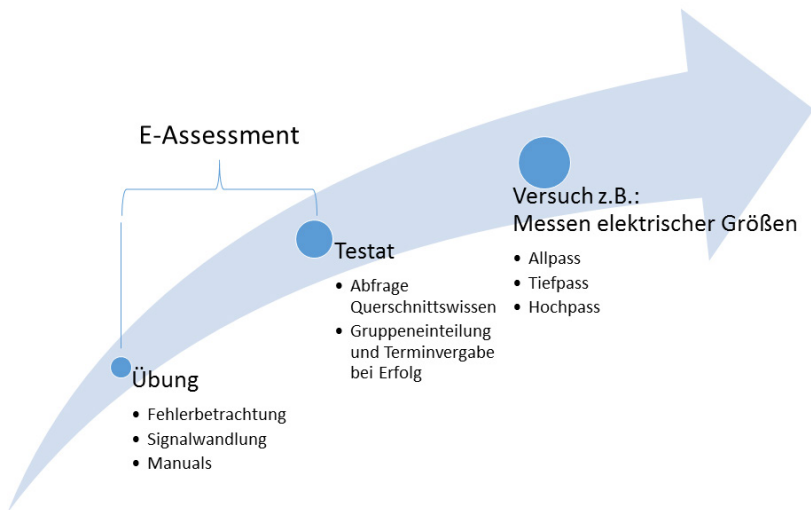 E-Assessment
Übung
• Fehlerbetrachtung
• Signalwandlung
• Manuals
Testat
• Abfrage
Querschnittswissen
• Gruppeneinteilung
und Terminvergabe
bei Erfolg
Versuch z.B.:
Messen elektrischer Größen
• Allpass
• Tiefpass
• Hochpass